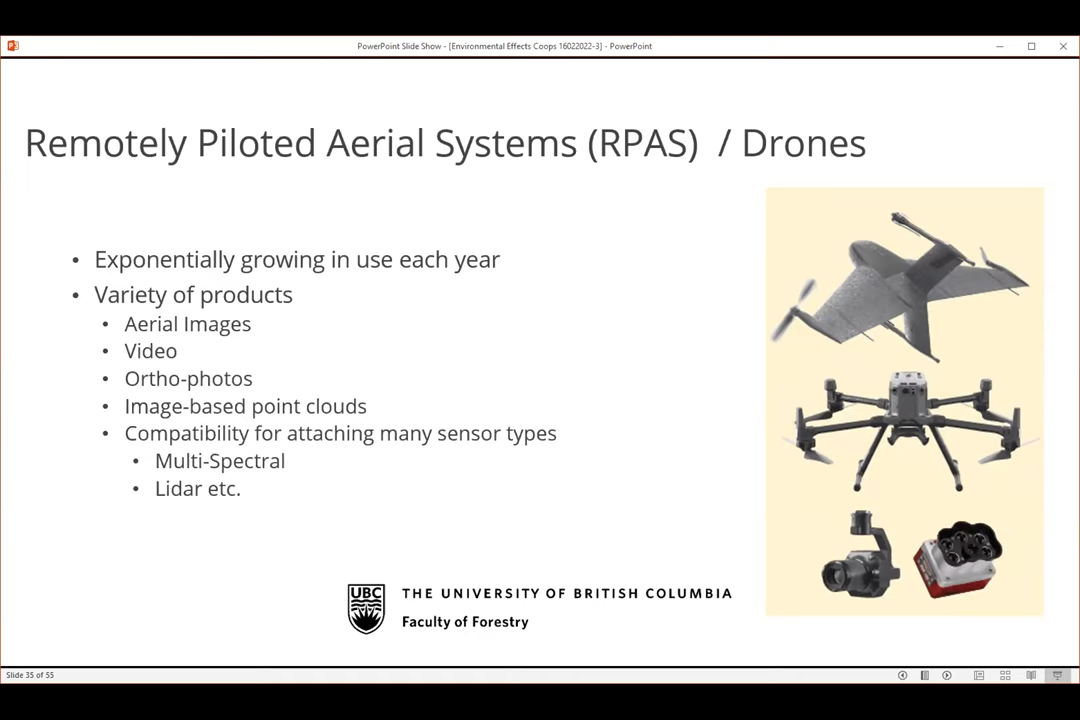 PowerPoint Slide Show - [Environmental Effects Coops 16022022-3] - PowerPoint
Remotely Piloted Aerial Systems (RPAS) / Drones
• Exponentially growing in use each year
• Variety of products
• Aerial Images
• Video
• Ortho-photos
• Image-based point clouds
• Compatibility for attaching many sensor types
• Multi-Spectral
• Lidar etc.
UBC
THE UNIVERSITY OF BRITISH COLUMBIA
Faculty of Forestry
Slide 35 of 55